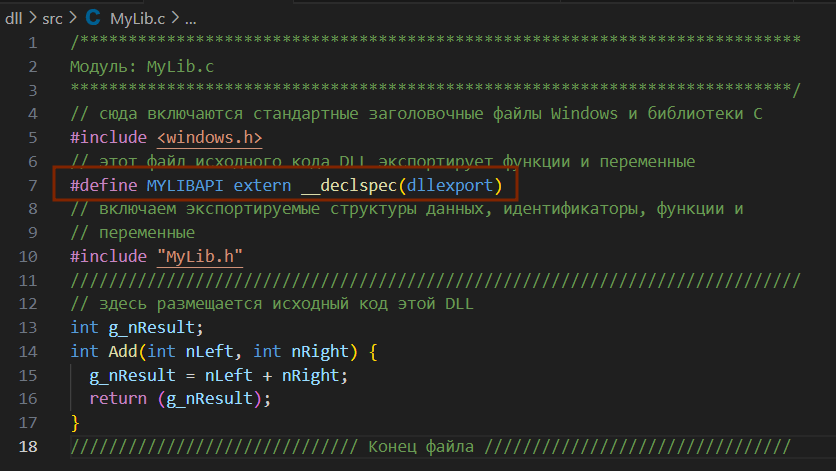 dll > src > C MyLib.c > ...
1 /***************************************************************************
2 Модуль: MyLib.c
3 ***************************************************************************/
4 // сюда включаются стандартные заголовочные файлы Windows и библиотеки C
5 #include <windows.h>
6 // этот файл исходного кода DLL экспортирует функции и переменные
7 #define MYLIBAPI extern __declspec(dllexport)
8 // включаем экспортируемые структуры данных, идентификаторы, функции и
9 // переменные
10 #include "MyLib.h"
11 ////////////////////////////////////////////////////////////////////////////
12 // здесь размещается исходный код этой DLL
13 int g_nResult;
14 int Add(int nLeft, int nRight) {
15 g_nResult = nLeft + nRight;
16 return (g_nResult);
17 }
18 ////////////////////////////// Конец файла ////////////////////////////////